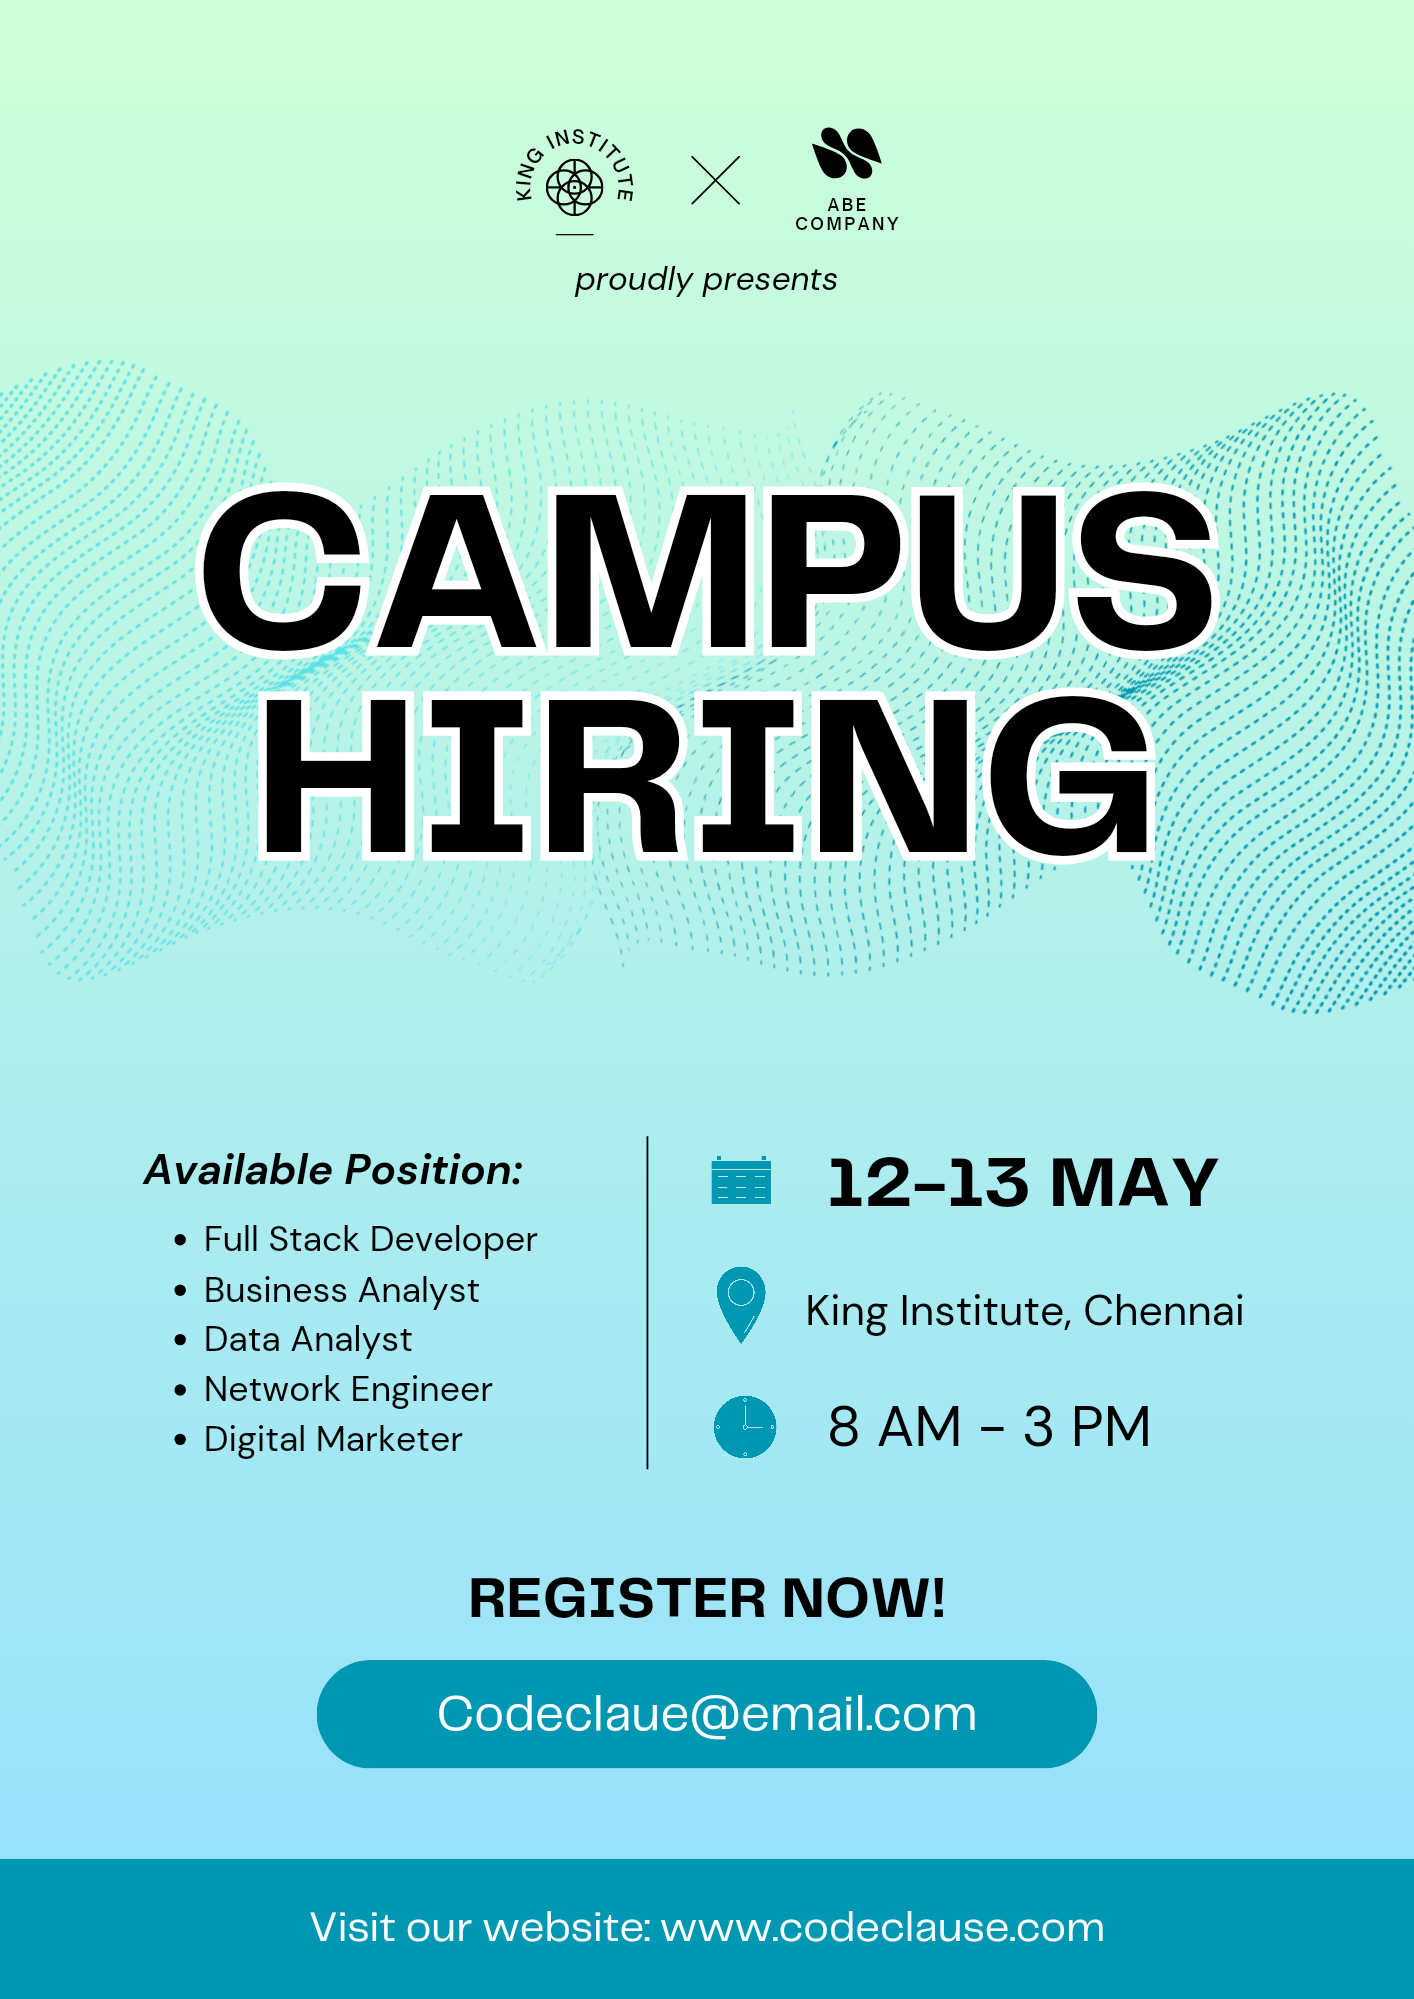 KING INSTITUTE
ABE
COMPANY
proudly presents
CAMPUS
HIRING
Available Position:
• Full Stack Developer
• Business Analyst
• Data Analyst
• Network Engineer
• Digital Marketer
12-13 MAY
King Institute, Chennai
8 AM - 3 PM
REGISTER NOW!
Codeclaue@email.com
Visit our website: www.codeclause.com